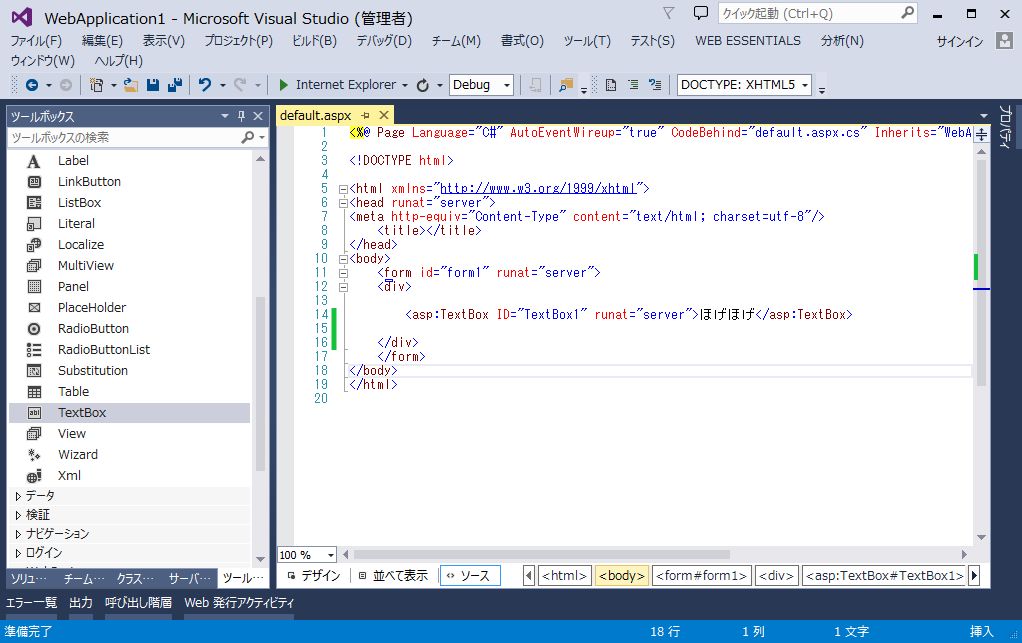 WebApplication1 - Microsoft Visual Studio (管理者)
クイック起動 (Ctrl+Q)
ファイル(F) 編集(E) 表示(V) プロジェクト(P) ビルド(B) デバッグ(D) チーム(M) 書式(O) ツール(T) テスト(S) WEB ESSENTIALS 分析(N) サインイン
ウィンドウ(W) ヘルプ(H)
Internet Explorer Debug DOCTYPE: XHTML5
ツールボックス
ツールボックスの検索
Label
LinkButton
ListBox
Literal
Localize
MultiView
Panel
PlaceHolder
RadioButton
RadioButtonList
Substitution
Table
TextBox
View
Wizard
Xml
データ
検証
ナビゲーション
ログイン
ソリュ… チーム… クラス… サーバ… ツール…
default.aspx
1 <%@ Page Language="C#" AutoEventWireup="true" CodeBehind="default.aspx.cs" Inherits="WebA
2
3 <!DOCTYPE html>
4
5 <html xmlns="http://www.w3.org/1999/xhtml">
6 <head runat="server">
7 <meta http-equiv="Content-Type" content="text/html; charset=utf-8"/>
8 <title></title>
9 </head>
10 <body>
11 <form id="form1" runat="server">
12 <div>
13
14 <asp:TextBox ID="TextBox1" runat="server">ほげほげ</asp:TextBox>
15
16 </div>
17 </form>
18 </body>
19 </html>
20
100 %
デザイン 並べて表示 ソース <html> <body> <form#form1> <div> <asp:TextBox#TextBox1>
プロパティ
エラー一覧 出力 呼び出し階層 Web 発行アクティビティ
準備完了 18 行 1 列 1 文字 挿入